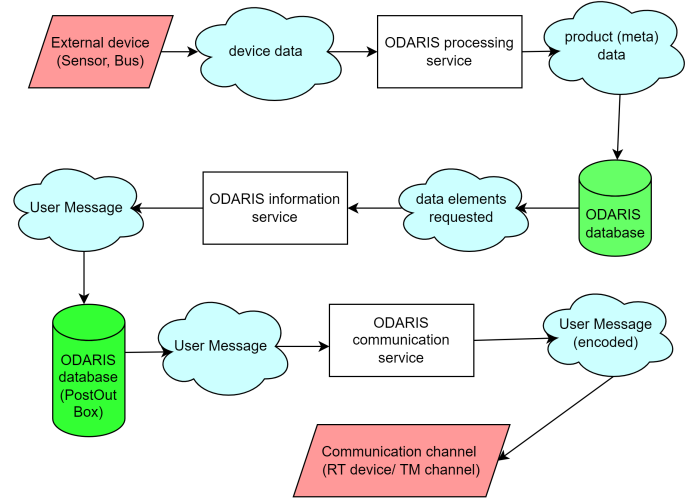 External device
(Sensor, Bus)
device data
ODARIS processing
service
product (meta)
data
User Message
ODARIS information
service
data elements
requested
ODARIS
database
ODARIS
database
(PostOut
Box)
User Message
ODARIS
communication
service
User Message
(encoded)
Communication channel
(RT device/ TM channel)